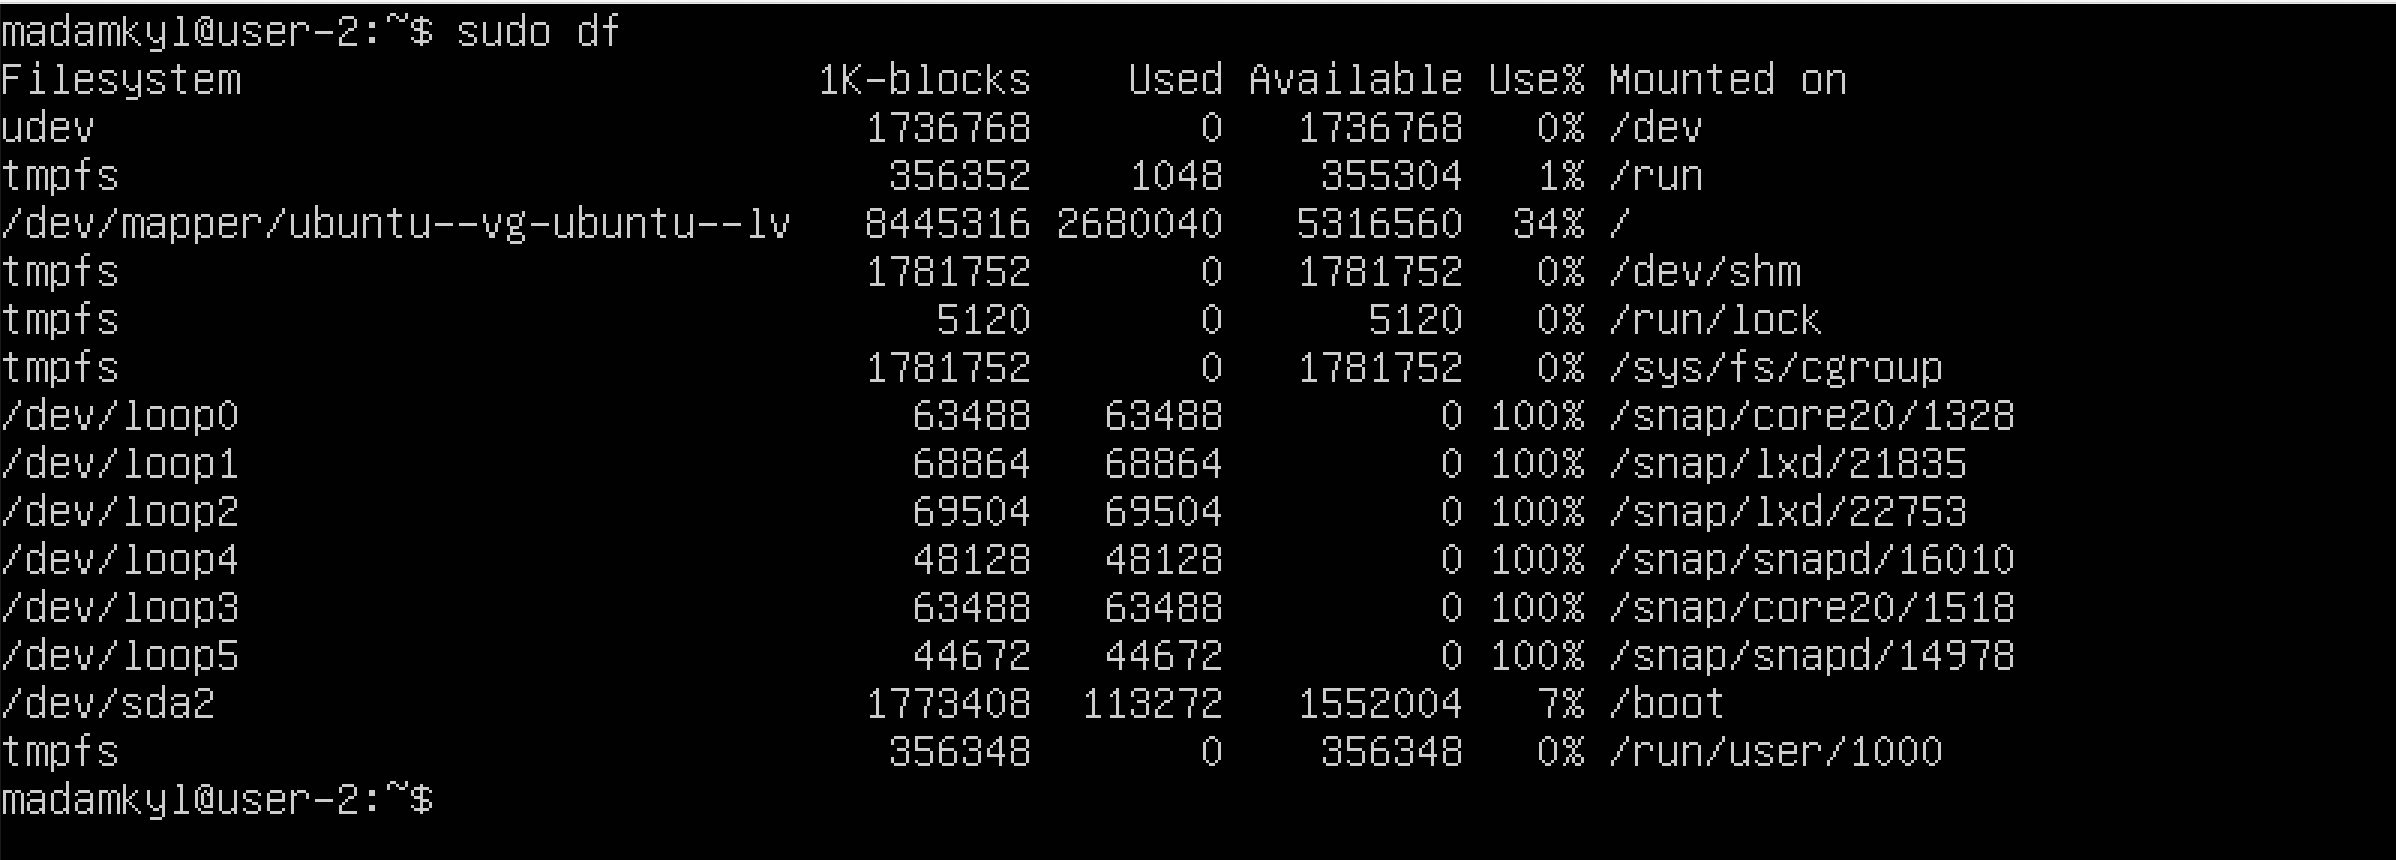 madamkyl@user-2:~$ sudo df
Filesystem                        1K-blocks    Used Available Use% Mounted on
udev                                1736768       0   1736768   0% /dev
tmpfs                                356352    1048    355304   1% /run
/dev/mapper/ubuntu--vg-ubuntu--lv   8445316 2680040   5316560  34% /
tmpfs                               1781752       0   1781752   0% /dev/shm
tmpfs                                  5120       0      5120   0% /run/lock
tmpfs                               1781752       0   1781752   0% /sys/fs/cgroup
/dev/loop0                            63488   63488         0 100% /snap/core20/1328
/dev/loop1                            68864   68864         0 100% /snap/lxd/21835
/dev/loop2                            69504   69504         0 100% /snap/lxd/22753
/dev/loop4                            48128   48128         0 100% /snap/snapd/16010
/dev/loop3                            63488   63488         0 100% /snap/core20/1518
/dev/loop5                            44672   44672         0 100% /snap/snapd/14978
/dev/sda2                           1773408  113272   1552004   7% /boot
tmpfs                                356348       0    356348   0% /run/user/1000
madamkyl@user-2:~$